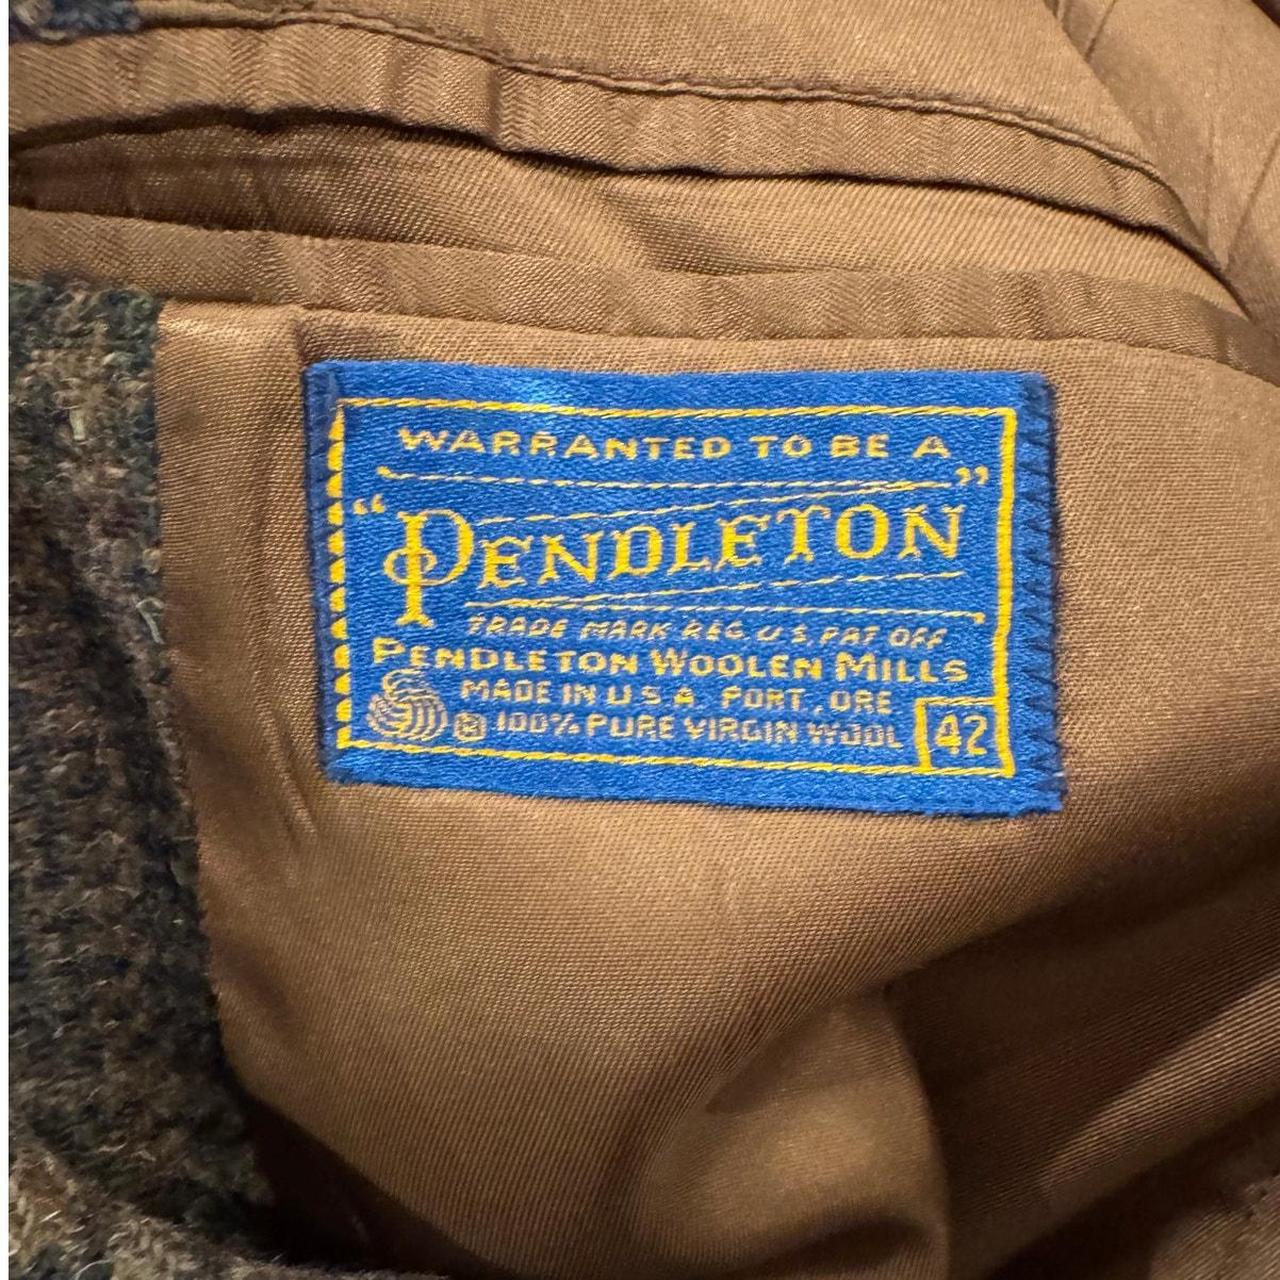 WARRANTED TO BE A
"PENDLETON"
TRADE MARK REG. U.S. PAT OFF
PENDLETON WOOLEN MILLS
MADE IN U.S.A. PORT., ORE
® 100% PURE VIRGIN WOOL 42